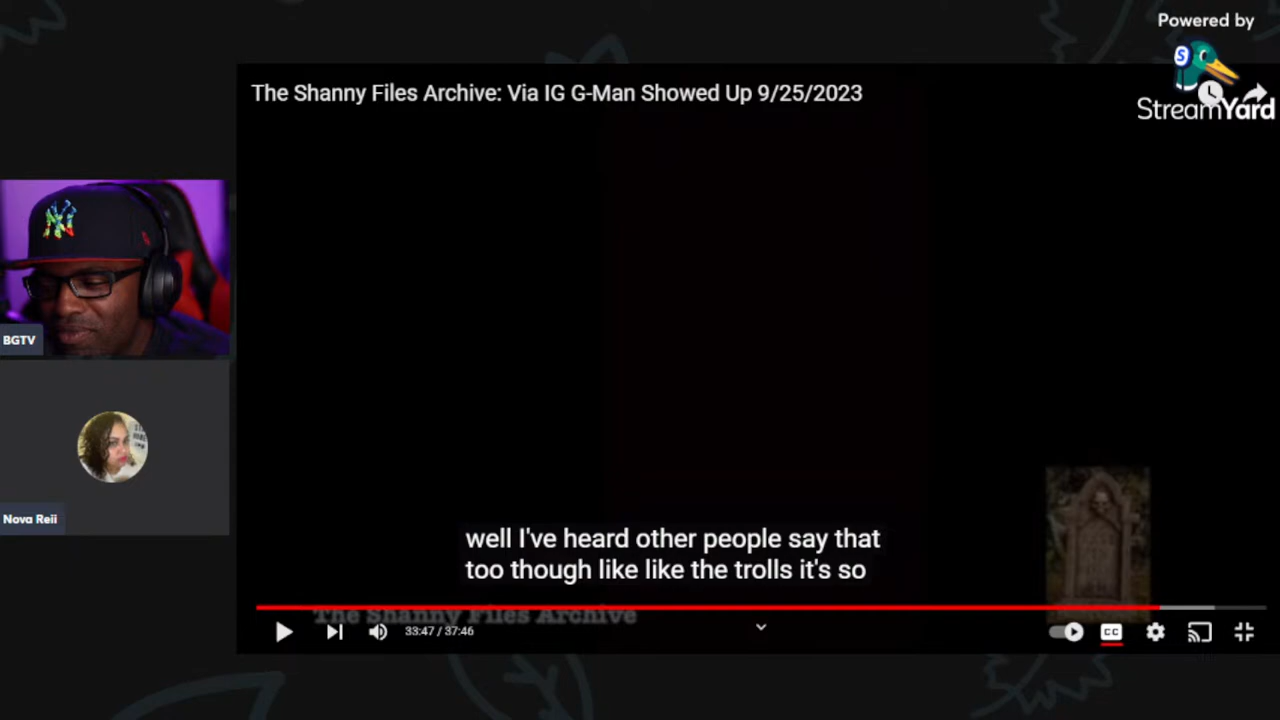 Powered by
StreamYard
The Shanny Files Archive: Via IG G-Man Showed Up 9/25/2023
NY
BGTV
Nova Reii
well I've heard other people say that
too though like like the trolls it's so
The Shanny Files Archive
33:47 / 37:46
CC
S